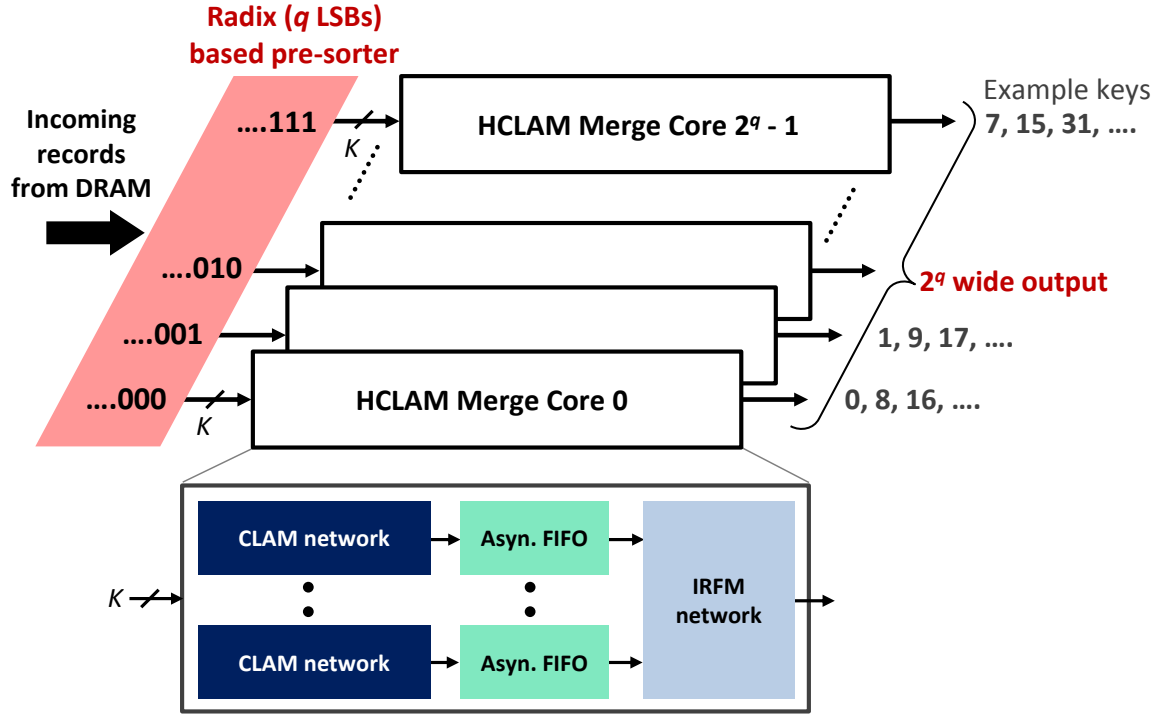 Radix (q LSBs)
based pre-sorter
Incoming
records
from DRAM
....111
K
HCLAM Merge Core 2q - 1
Example keys
7, 15, 31, ....
....010
2q wide output
....001
1, 9, 17, ....
....000
K
HCLAM Merge Core 0
0, 8, 16, ....
K
CLAM network
Asyn. FIFO
IRFM
network
CLAM network
Asyn. FIFO